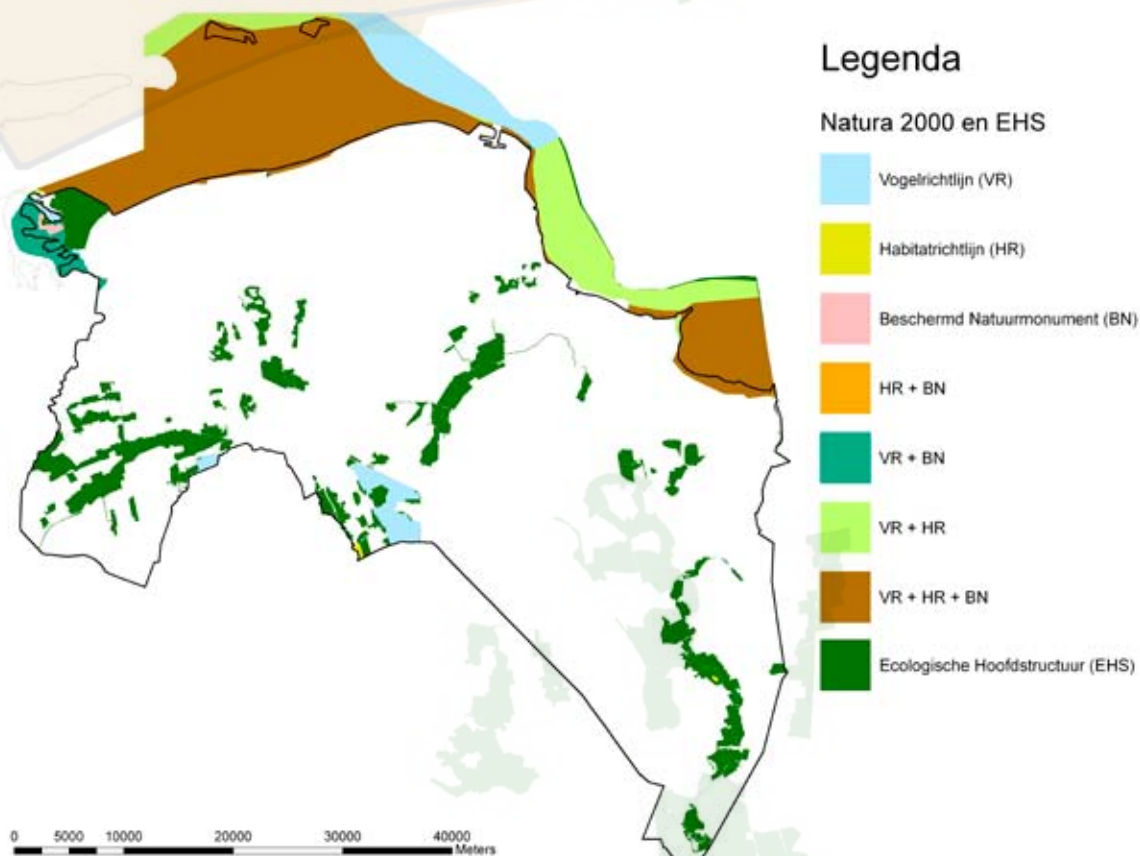 Legenda
Natura 2000 en EHS
Vogelrichtlijn (VR)
Habitatrichtlijn (HR)
Beschermd Natuurmonument (BN)
HR + BN
VR + BN
VR + HR
VR + HR + BN
Ecologische Hoofdstructuur (EHS)
0 5000 10000 20000 30000 40000
Meters